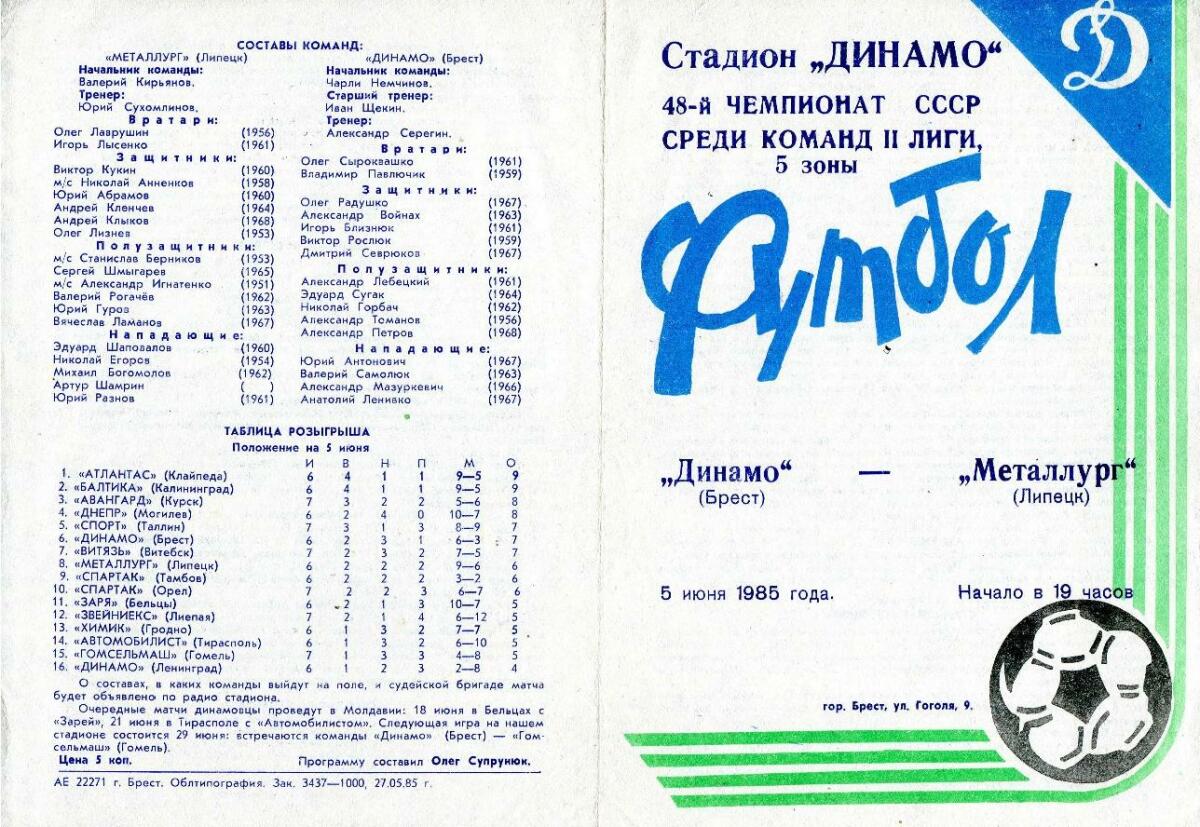 СОСТАВЫ КОМАНД:
«МЕТАЛЛУРГ» (Липецк)
Начальник команды:
Валерий Кирьянов.
Тренер:
Юрий Сухомлинов.
Вратари:
Олег Лаврушин (1956)
Игорь Лысенко (1961)
Защитники:
Виктор Кукин (1960)
м/с Николай Анненков (1958)
Юрий Абрамов (1960)
Андрей Кленчев (1964)
Андрей Клыков (1968)
Олег Лизнев (1953)
Полузащитники:
м/с Станислав Берников (1953)
Сергей Шмыгарев (1965)
м/с Александр Игнатенко (1951)
Валерий Рогачёв (1962)
Юрий Гуров (1963)
Вячеслав Ламанов (1967)
Нападающие:
Эдуард Шаповалов (1960)
Николай Егоров (1954)
Михаил Богомолов (1962)
Артур Шамрин ( )
Юрий Разнов (1961)
«ДИНАМО» (Брест)
Начальник команды:
Чарли Немчинов.
Старший тренер:
Иван Щекин.
Тренер:
Александр Серегин.
Вратари:
Олег Сыроквашко (1961)
Владимир Павлючик (1959)
Защитники:
Олег Радушко (1967)
Александр Войнах (1963)
Игорь Близнюк (1961)
Виктор Рослюк (1959)
Дмитрий Севрюков (1967)
Полузащитники:
Александр Лебецкий (1961)
Эдуард Сугак (1964)
Николай Горбач (1962)
Александр Томанов (1956)
Александр Петров (1968)
Нападающие:
Юрий Антонович (1967)
Валерий Самолюк (1963)
Александр Мазуркевич (1966)
Анатолий Ленивко (1967)
ТАБЛИЦА РОЗЫГРЫША
Положение на 5 июня
И В Н П М О
1. «АТЛАНТАС» (Клайпеда) 6 4 1 1 9—5 9
2. «БАЛТИКА» (Калининград) 6 4 1 1 9—5 9
3. «АВАНГАРД» (Курск) 7 3 2 2 5—6 8
4. «ДНЕПР» (Могилев) 6 2 4 0 10—7 8
5. «СПОРТ» (Таллин) 7 3 1 3 8—9 7
6. «ДИНАМО» (Брест) 6 2 3 1 6—3 7
7. «ВИТЯЗЬ» (Витебск) 7 2 3 2 7—5 7
8. «МЕТАЛЛУРГ» (Липецк) 6 2 2 2 9—6 6
9. «СПАРТАК» (Тамбов) 6 2 2 2 3—2 6
10. «СПАРТАК» (Орел) 7 2 2 3 6—7 6
11. «ЗАРЯ» (Бельцы) 6 2 1 3 10—7 5
12. «ЗВЕЙНИЕКС» (Лиепая) 7 2 1 4 6—12 5
13. «ХИМИК» (Гродно) 6 1 3 2 7—7 5
14. «АВТОМОБИЛИСТ» (Тирасполь) 6 1 3 2 6—10 5
15. «ГОМСЕЛЬМАШ» (Гомель) 7 1 3 3 4—8 5
16. «ДИНАМО» (Ленинград) 6 1 2 3 2—8 4
О составах, в каких команды выйдут на поле, и судейской бригаде матча
будет объявлено по радио стадиона.
Очередные матчи динамовцы проведут в Молдавии: 18 июня в Бельцах с
«Зарей», 21 июня в Тирасполе с «Автомобилистом». Следующая игра на нашем
стадионе состоится 29 июня: встречаются команды «Динамо» (Брест) — «Гом-
сельмаш» (Гомель).
Цена 5 коп. Программу составил Олег Супрунюк.
АЕ 22271 г. Брест. Облтипография. Зак. 3437—1000, 27.05.85 г.
Д
Стадион „ДИНАМО“
48-й ЧЕМПИОНАТ СССР
СРЕДИ КОМАНД II ЛИГИ,
5 ЗОНЫ
Футбол
„Динамо“ — „Металлург“
(Брест) (Липецк)
5 июня 1985 года. Начало в 19 часов
гор. Брест, ул. Гоголя, 9.